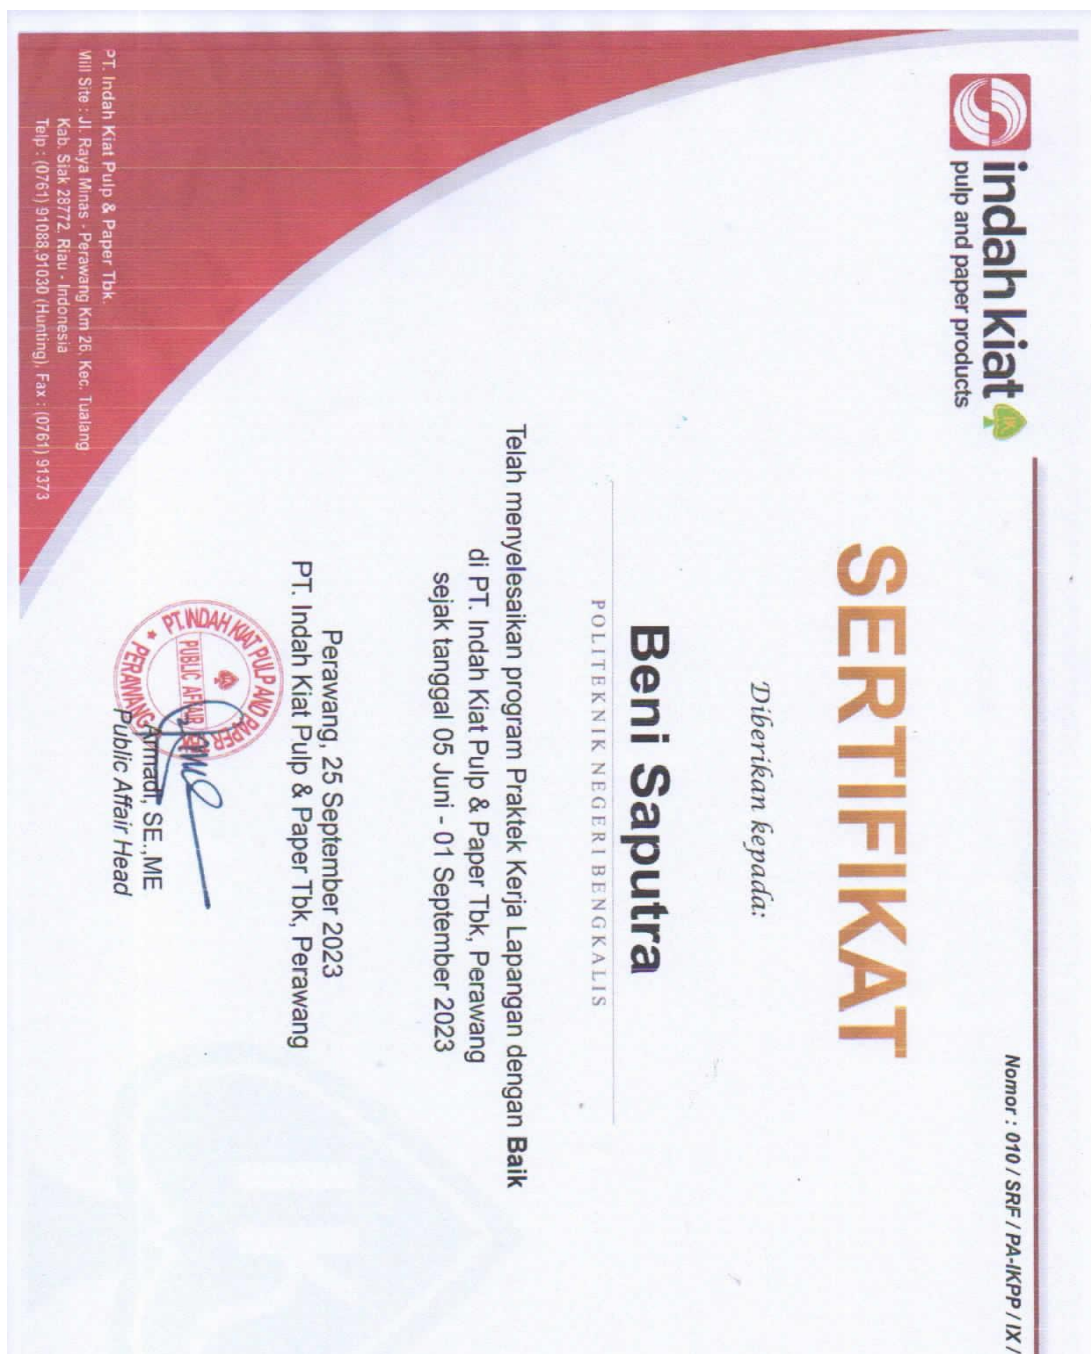 indah kiat
pulp and paper products
Nomor : 010 / SRF / PA-IKPP / IX /
SERTIFIKAT
Diberikan kepada:
Beni Saputra
POLITEKNIK NEGERI BENGKALIS
Telah menyelesaikan program Praktek Kerja Lapangan dengan Baik
di PT. Indah Kiat Pulp & Paper Tbk, Perawang
sejak tanggal 05 Juni - 01 September 2023
Perawang, 25 September 2023
PT. Indah Kiat Pulp & Paper Tbk, Perawang
PT. INDAH KIAT PULP AND PAPER
PUBLIC AFFAIR
PERAWANG
Armadi, SE.,ME
Public Affair Head
PT. Indah Kiat Pulp & Paper Tbk.
Mill Site : Jl. Raya Minas - Perawang Km 26, Kec. Tualang
Kab. Siak 28772, Riau - Indonesia
Telp : (0761) 91088,91030 (Hunting), Fax : (0761) 91373